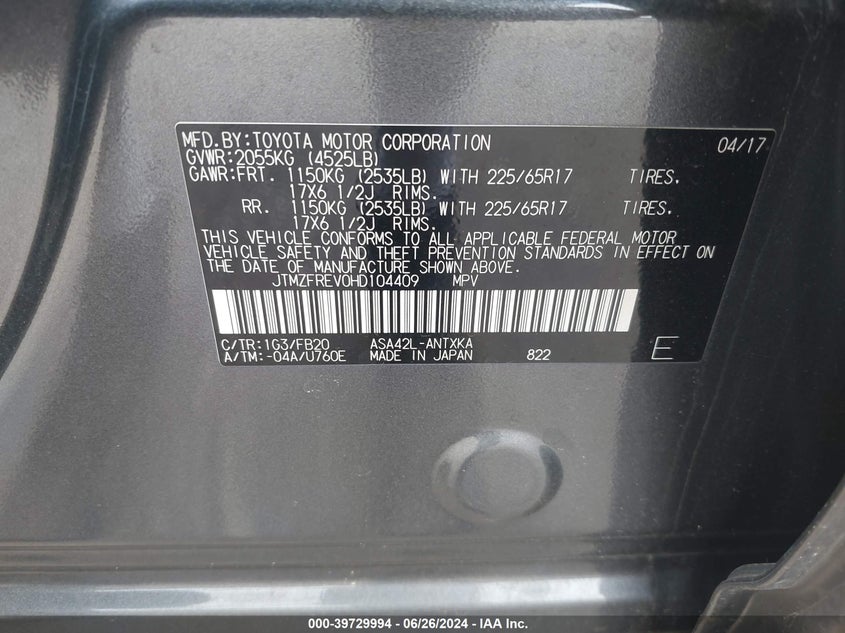 MFD.BY:TOYOTA MOTOR CORPORATION 04/17
GVWR:2055KG (4525LB)
GAWR:FRT. 1150KG (2535LB) WITH 225/65R17 TIRES,
17X6 1/2J RIMS.
RR. 1150KG (2535LB) WITH 225/65R17 TIRES,
17X6 1/2J RIMS.
THIS VEHICLE CONFORMS TO ALL APPLICABLE FEDERAL MOTOR
VEHICLE SAFETY AND THEFT PREVENTION STANDARDS IN EFFECT ON
THE DATE OF MANUFACTURE SHOWN ABOVE.
JTMZFREV0HD104409 MPV
C/TR:1G3/FB20 ASA42L-ANTXKA
A/TM:-04A/U760E MADE IN JAPAN 822 E
000-39729994 / 06/26/2024 - IAA Inc.